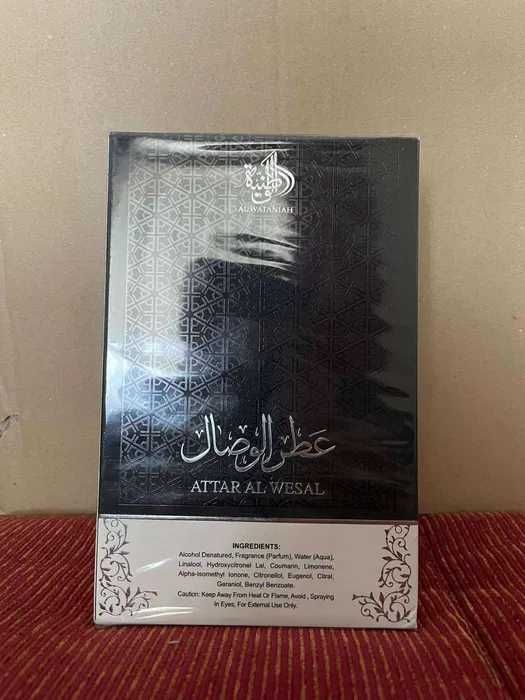 الوطنية
ALWATANIAH
عطر الوصال
ATTAR AL WESAL
INGREDIENTS:
Alcohol Denatured, Fragrance (Parfum), Water (Aqua),
Linalool, Hydroxycitronel Lal, Coumarin, Limonene,
Alpha-Isomethyl Ionone, Citronellol, Eugenol, Citral,
Geraniol, Benzyl Benzoate.
Caution: Keep Away From Heat Or Flame, Avoid , Spraying
In Eyes, For External Use Only.